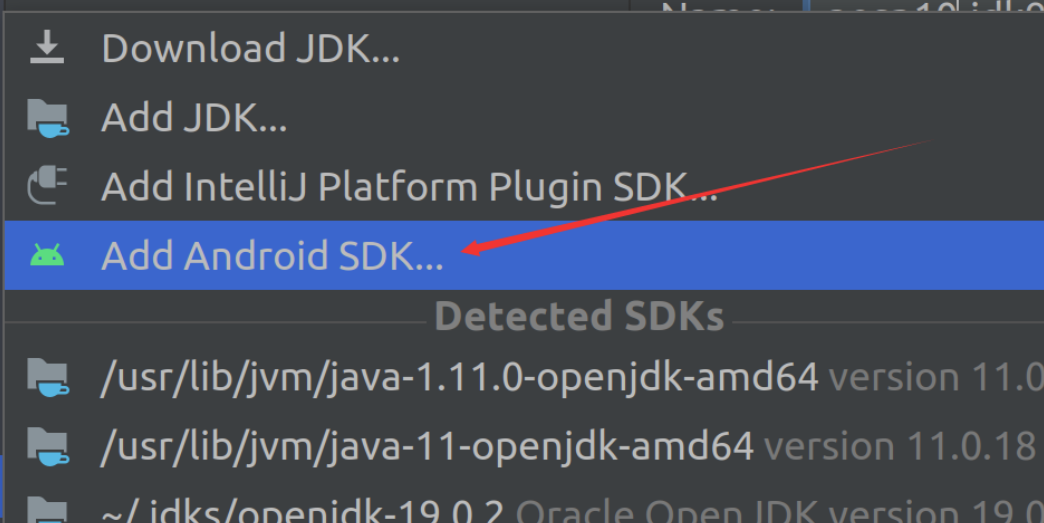 Download JDK...
Add JDK...
Add IntelliJ Platform Plugin SDK...
Add Android SDK...
Detected SDKs
/usr/lib/jvm/java-1.11.0-openjdk-amd64 version 11.0
/usr/lib/jvm/java-11-openjdk-amd64 version 11.0.18
~/.jdks/openjdk-19.0.2 Oracle OpenJDK version 19.0